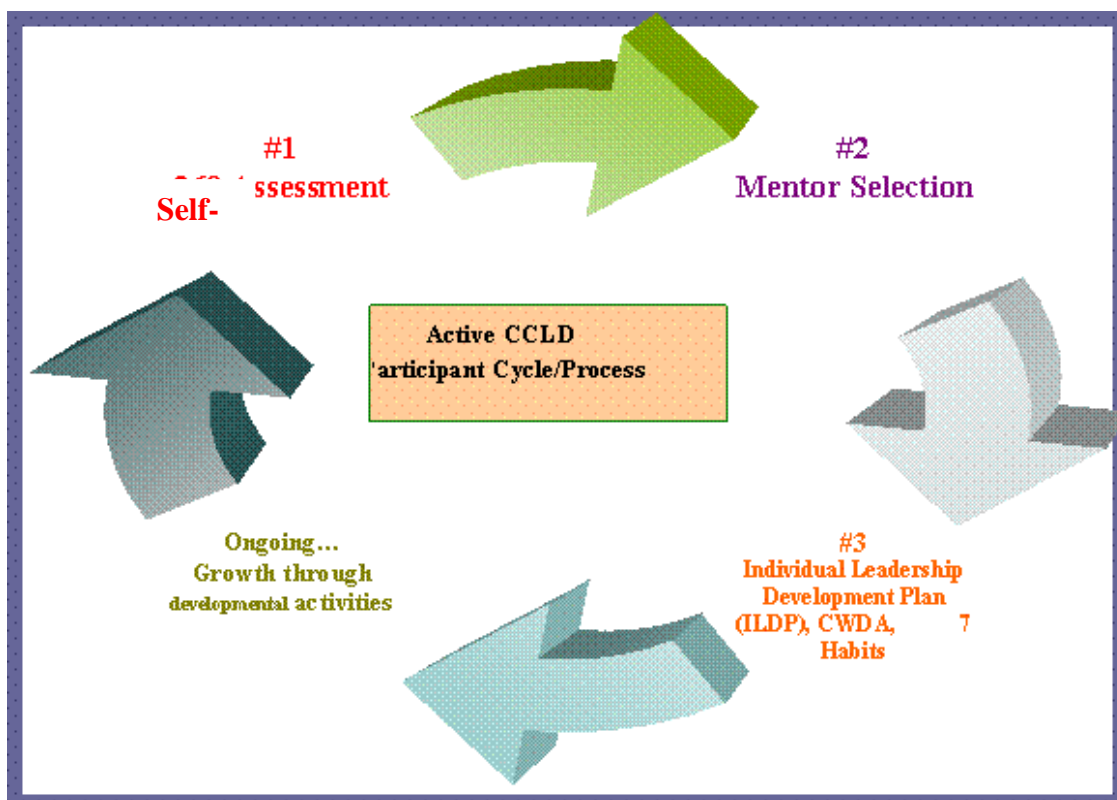 #1
ssessment
Self-
#2
Mentor Selection
Active CCLD
articipant Cycle/Process
Ongoing...
Growth through
developmental activities
#3
Individual Leadership
Development Plan
(ILDP), CWDA, 7
Habits